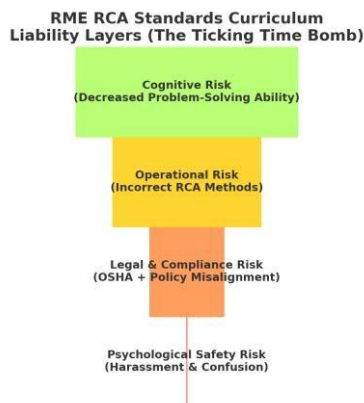 RME RCA Standards Curriculum
Liability Layers (The Ticking Time Bomb)
Cognitive Risk
(Decreased Problem-Solving Ability)
Operational Risk
(Incorrect RCA Methods)
Legal & Compliance Risk
(OSHA + Policy Misalignment)
Psychological Safety Risk
(Harassment & Confusion)